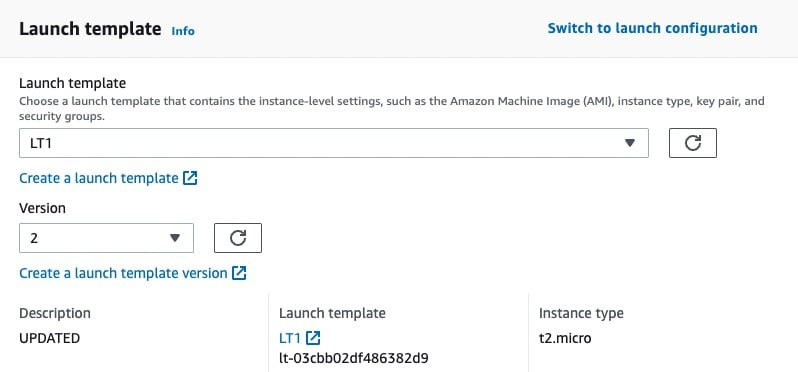 Launch template Info
Switch to launch configuration
Launch template
Choose a launch template that contains the instance-level settings, such as the Amazon Machine Image (AMI), instance type, key pair, and
security groups.
LT1
Create a launch template
Version
2
Create a launch template version
Description
UPDATED
Launch template
LT1
lt-03cbb02df486382d9
Instance type
t2.micro